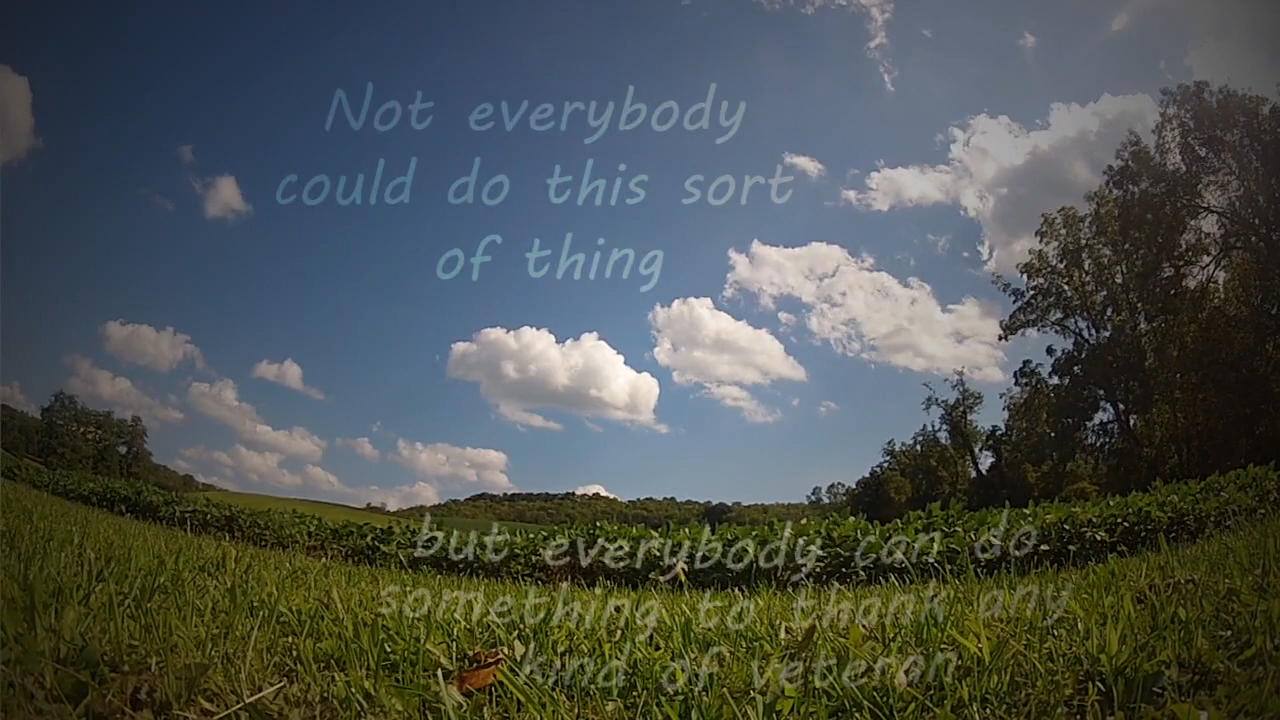 Not everybody
could do this sort
of thing
but everybody can do
something to thank any
kind of veteran